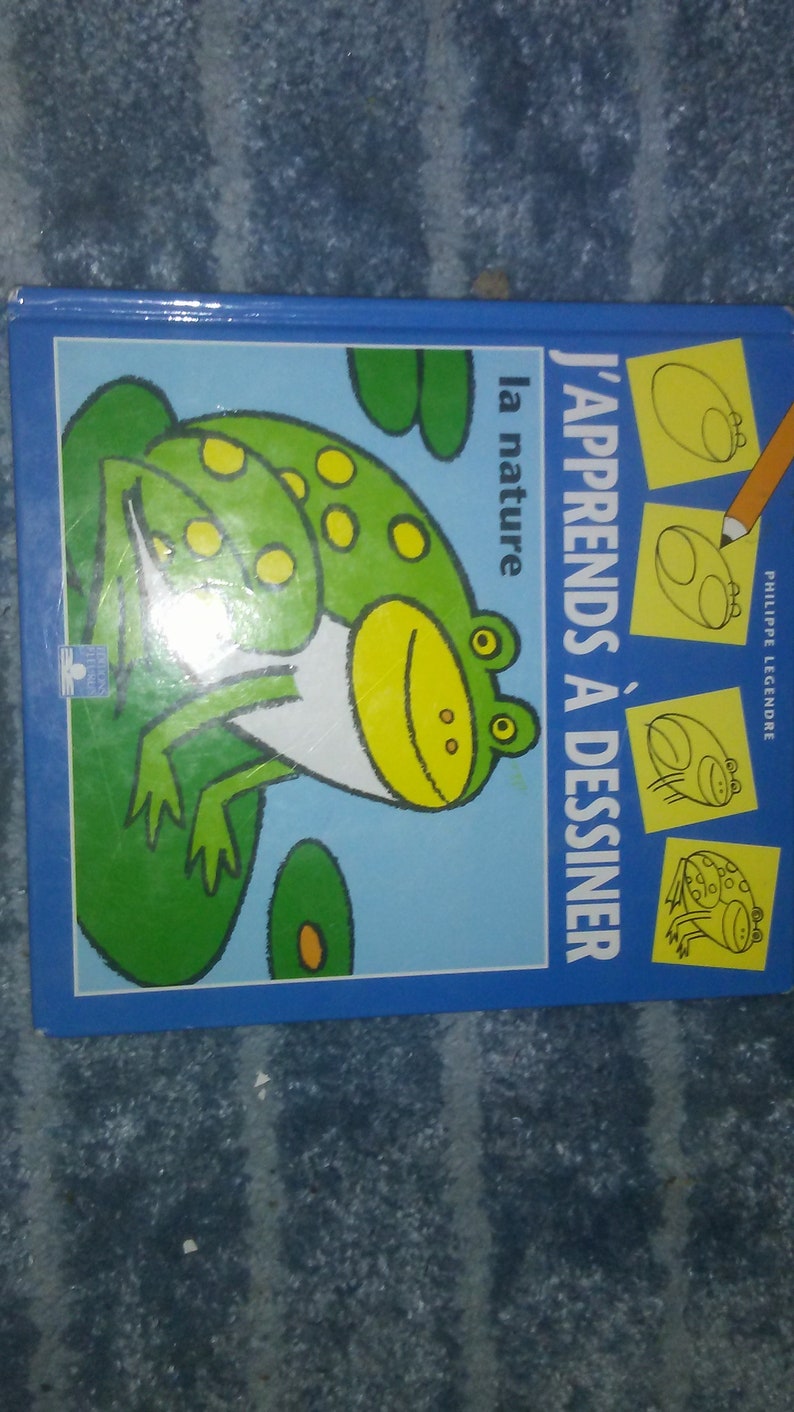 PHILIPPE LEGENDRE
J'APPRENDS À DESSINER
la nature